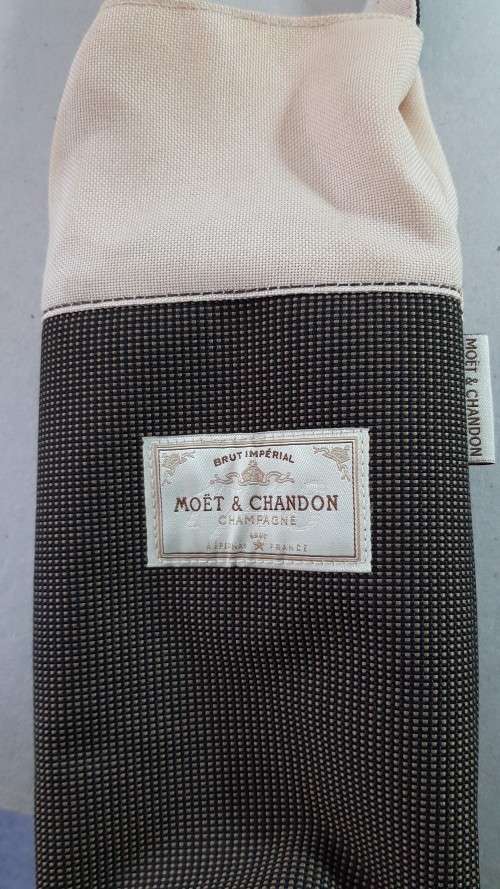 BRUT IMPÉRIAL
MOËT & CHANDON
CHAMPAGNE
À ÉPERNAY FRANCE
MOËT & CHANDON